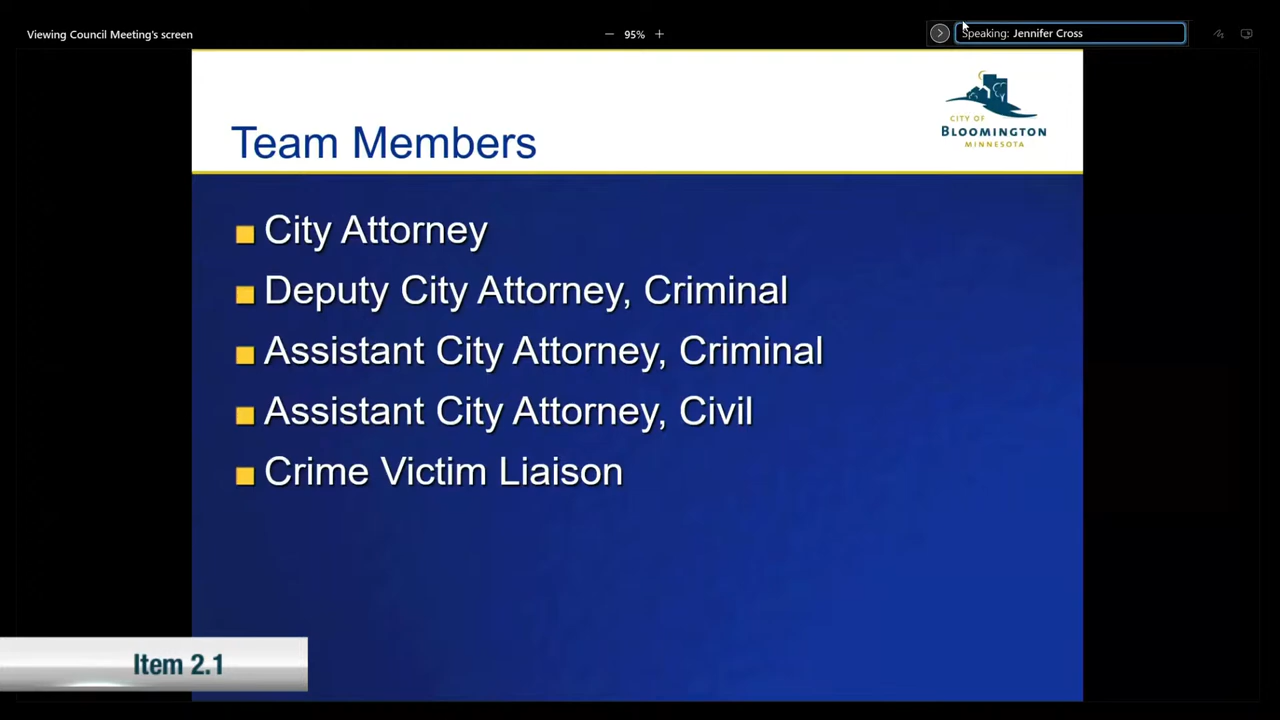 Viewing Council Meeting's screen
95%
Speaking: Jennifer Cross
CITY OF
BLOOMINGTON
MINNESOTA
Team Members
City Attorney
Deputy City Attorney, Criminal
Assistant City Attorney, Criminal
Assistant City Attorney, Civil
Crime Victim Liaison
Item 2.1